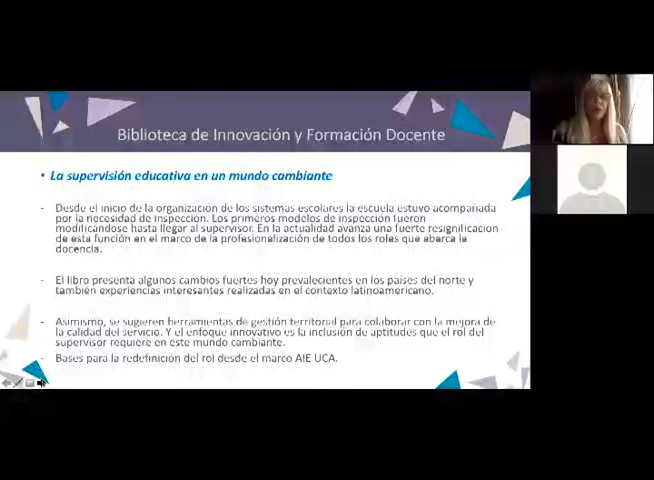 Biblioteca de Innovación y Formación Docente
• La supervisión educativa en un mundo cambiante
- Desde el inicio de la organización de los sistemas escolares la escuela estuvo acompañada
por la necesidad de inspección. Los primeros modelos de inspección fueron
modificándose hasta llegar al supervisor. En la actualidad avanza una fuerte resignificación
de esta función en el marco de la profesionalización de todos los roles que abarca la
docencia.
- El libro presenta algunos cambios fuertes hoy prevalecientes en los países del norte y
también experiencias interesantes realizadas en el contexto latinoamericano.
- Asimismo, se sugieren herramientas de gestión territorial para colaborar con la mejora de
la calidad del servicio. Y el enfoque innovativo es la inclusión de aptitudes que el rol del
supervisor requiere en este mundo cambiante.
- Bases para la redefinición del rol desde el marco AIE UCA.